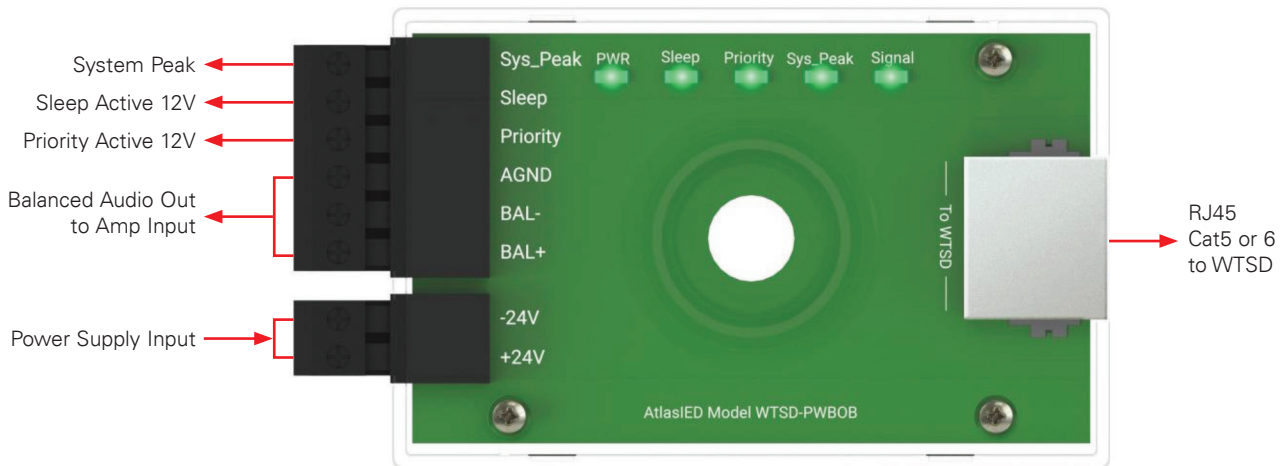 System Peak
Sleep Active 12V
Priority Active 12V
Balanced Audio Out
to Amp Input
Power Supply Input
Sys_Peak
Sleep
Priority
AGND
BAL-
BAL+
-24V
+24V
PWR
Sleep
Priority
Sys_Peak
Signal
To WTSD
AtlasIED Model WTSD-PWBOB
RJ45
Cat5 or 6
to WTSD